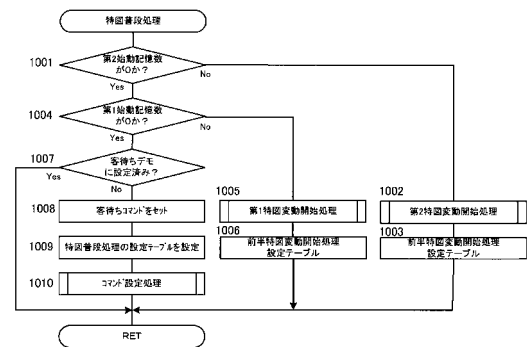 特図普段処理
1001
第2始動記憶数
が0か?
No
Yes
1004
第1始動記憶数
が0か?
No
Yes
1007
客待ちデモ
に設定済み?
Yes
No
1008
客待ちコマンドをセット
1005
第1特図変動開始処理
1002
第2特図変動開始処理
1009
特図普段処理の設定テーブルを設定
1006
前半特図変動開始処理
設定テーブル
1003
前半特図変動開始処理
設定テーブル
1010
コマンド設定処理
RET